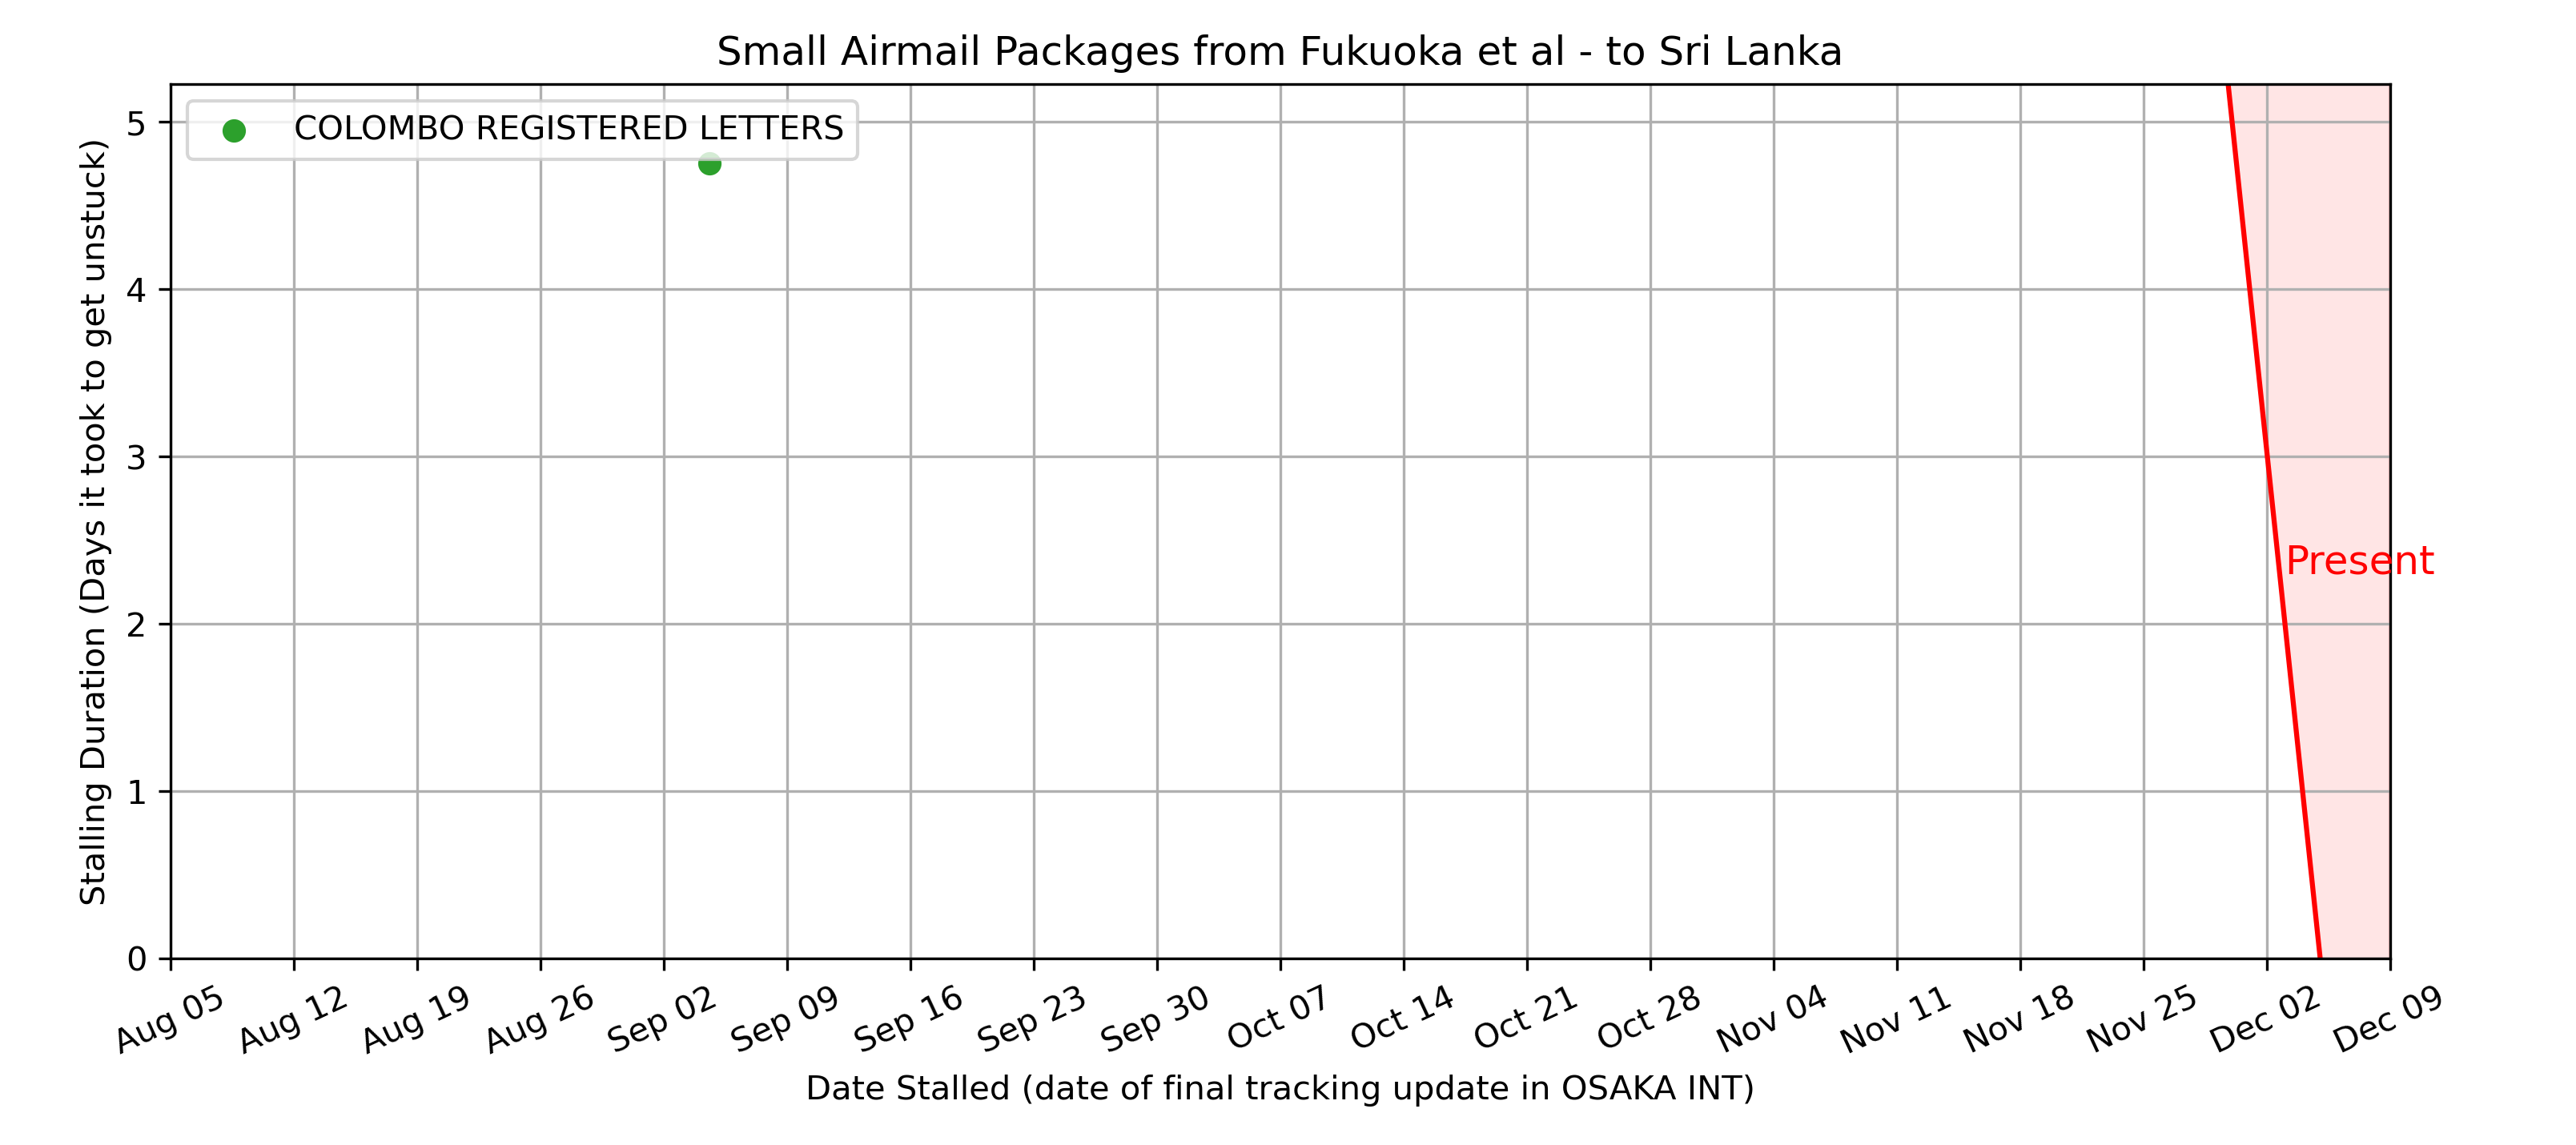 Small Airmail Packages from Fukuoka et al - to Sri Lanka
COLOMBO REGISTERED LETTERS
Stalling Duration (Days it took to get unstuck)
5
4
3
2
1
0
Present
Aug 05
Aug 12
Aug 19
Aug 26
Sep 02
Sep 09
Sep 16
Sep 23
Sep 30
Oct 07
Oct 14
Oct 21
Oct 28
Nov 04
Nov 11
Nov 18
Nov 25
Dec 02
Dec 09
Date Stalled (date of final tracking update in OSAKA INT)